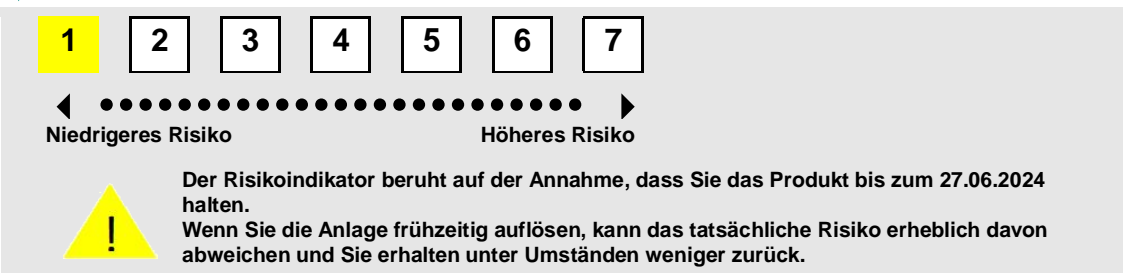 1 2 3 4 5 6 7
Niedrigeres Risiko Höheres Risiko
Der Risikoindikator beruht auf der Annahme, dass Sie das Produkt bis zum 27.06.2024
halten.
! Wenn Sie die Anlage frühzeitig auflösen, kann das tatsächliche Risiko erheblich davon
abweichen und Sie erhalten unter Umständen weniger zurück.